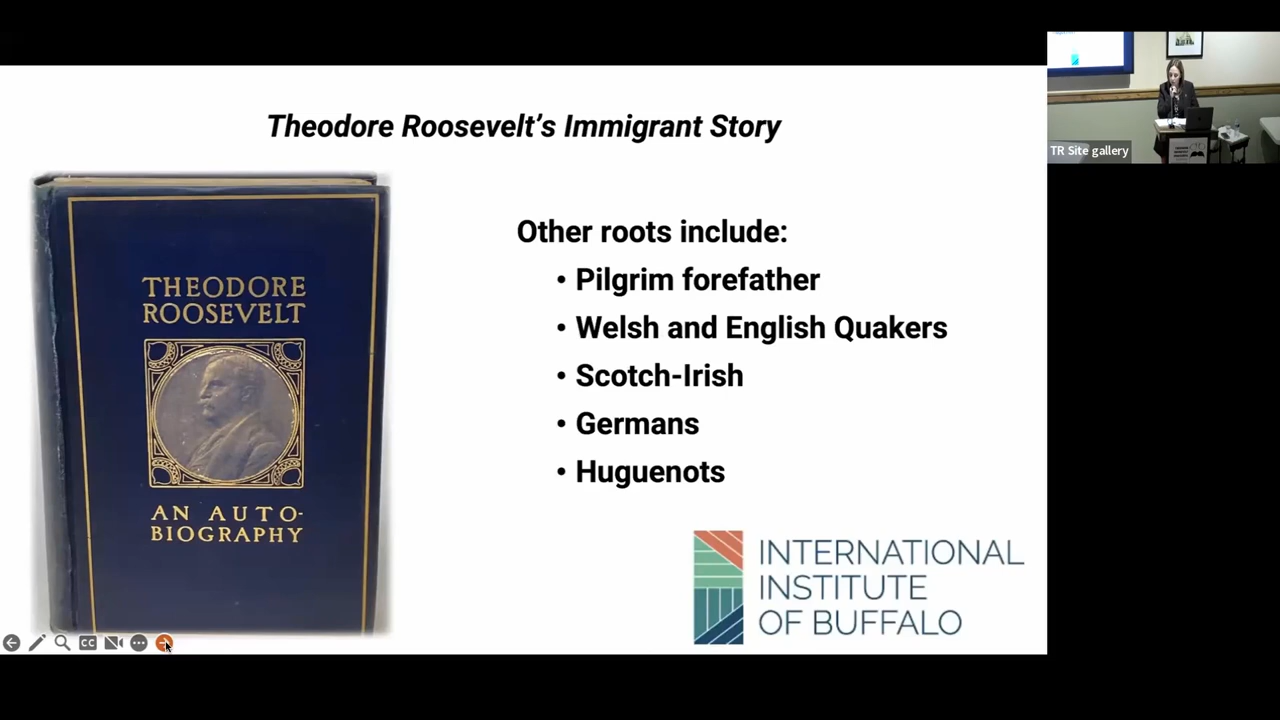 Theodore Roosevelt's Immigrant Story
THEODORE
ROOSEVELT
AN AUTO-
BIOGRAPHY
Other roots include:
• Pilgrim forefather
• Welsh and English Quakers
• Scotch-Irish
• Germans
• Huguenots
INTERNATIONAL
INSTITUTE
OF BUFFALO
CC
TR Site gallery